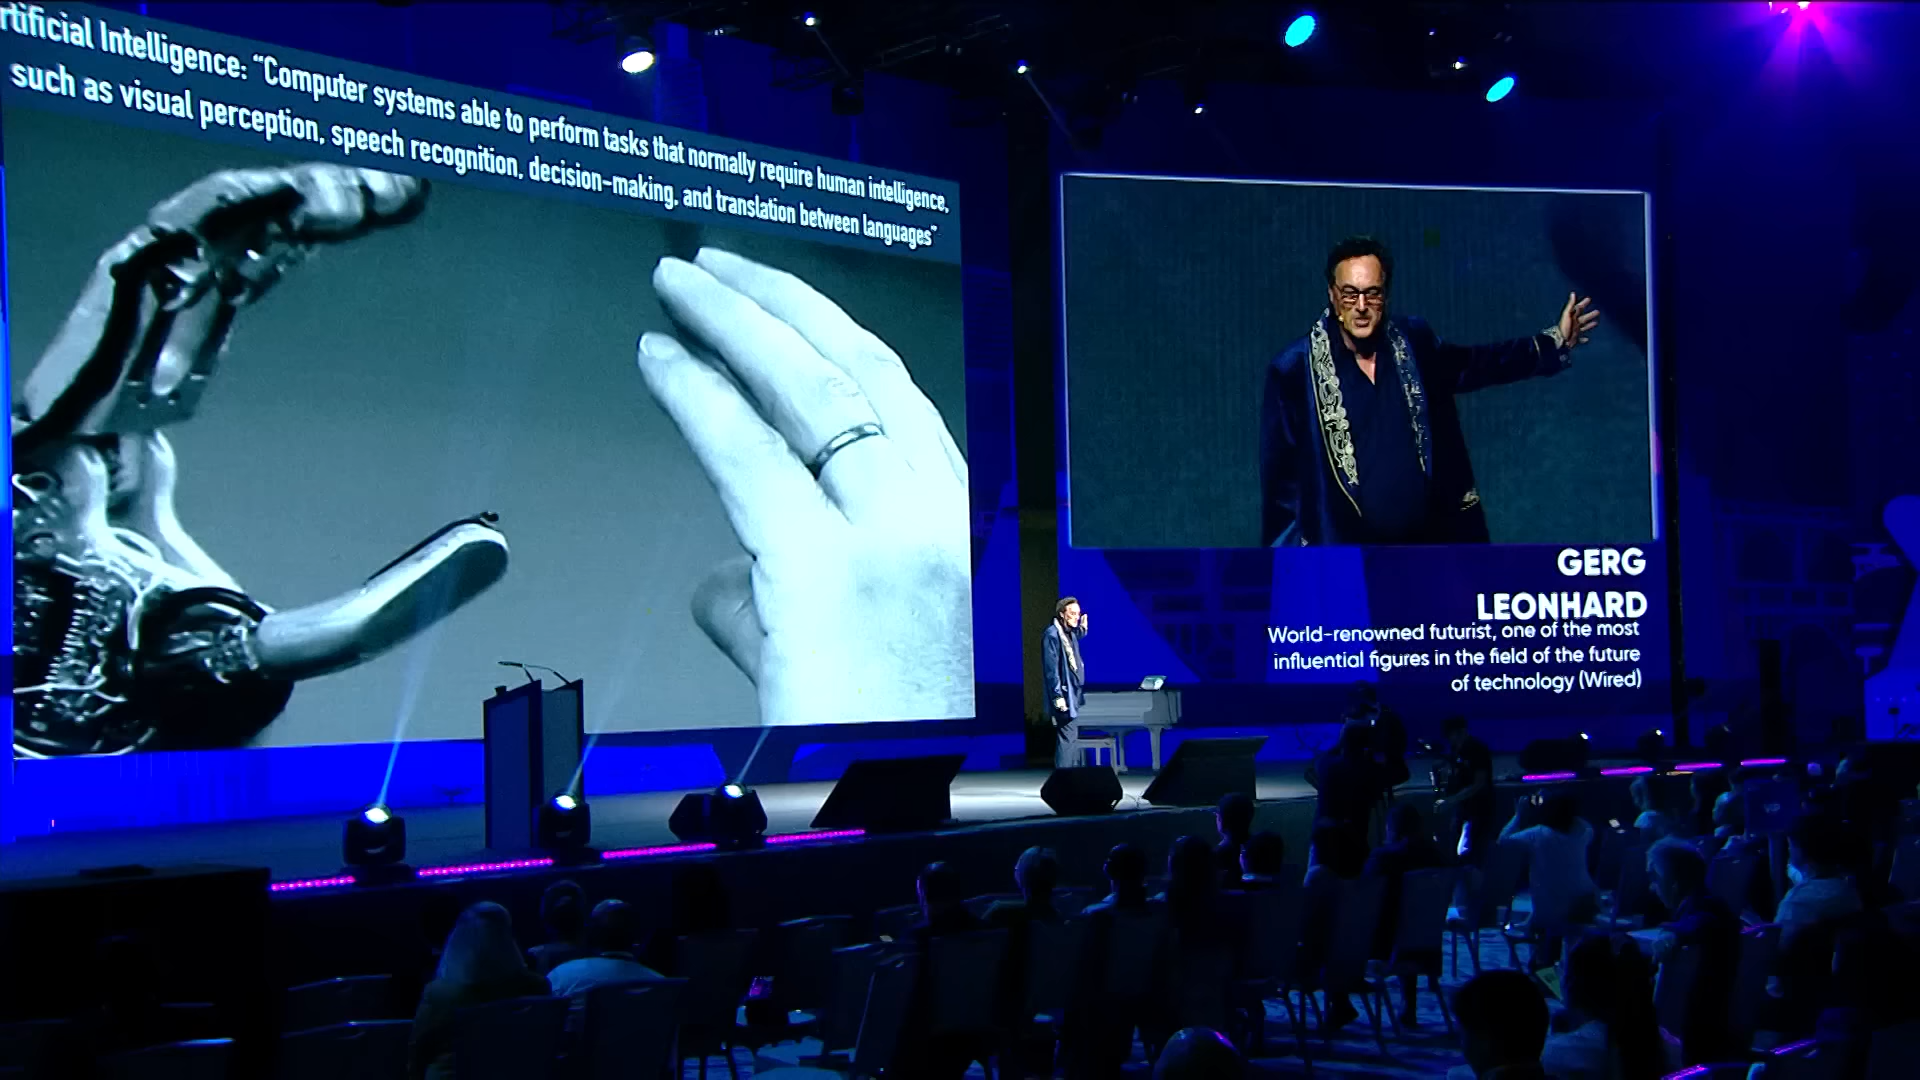 rtificial Intelligence: “Computer systems able to perform tasks that normally require human intelligence,
such as visual perception, speech recognition, decision-making, and translation between languages”
GERG
LEONHARD
World-renowned futurist, one of the most
influential figures in the field of the future
of technology (Wired)